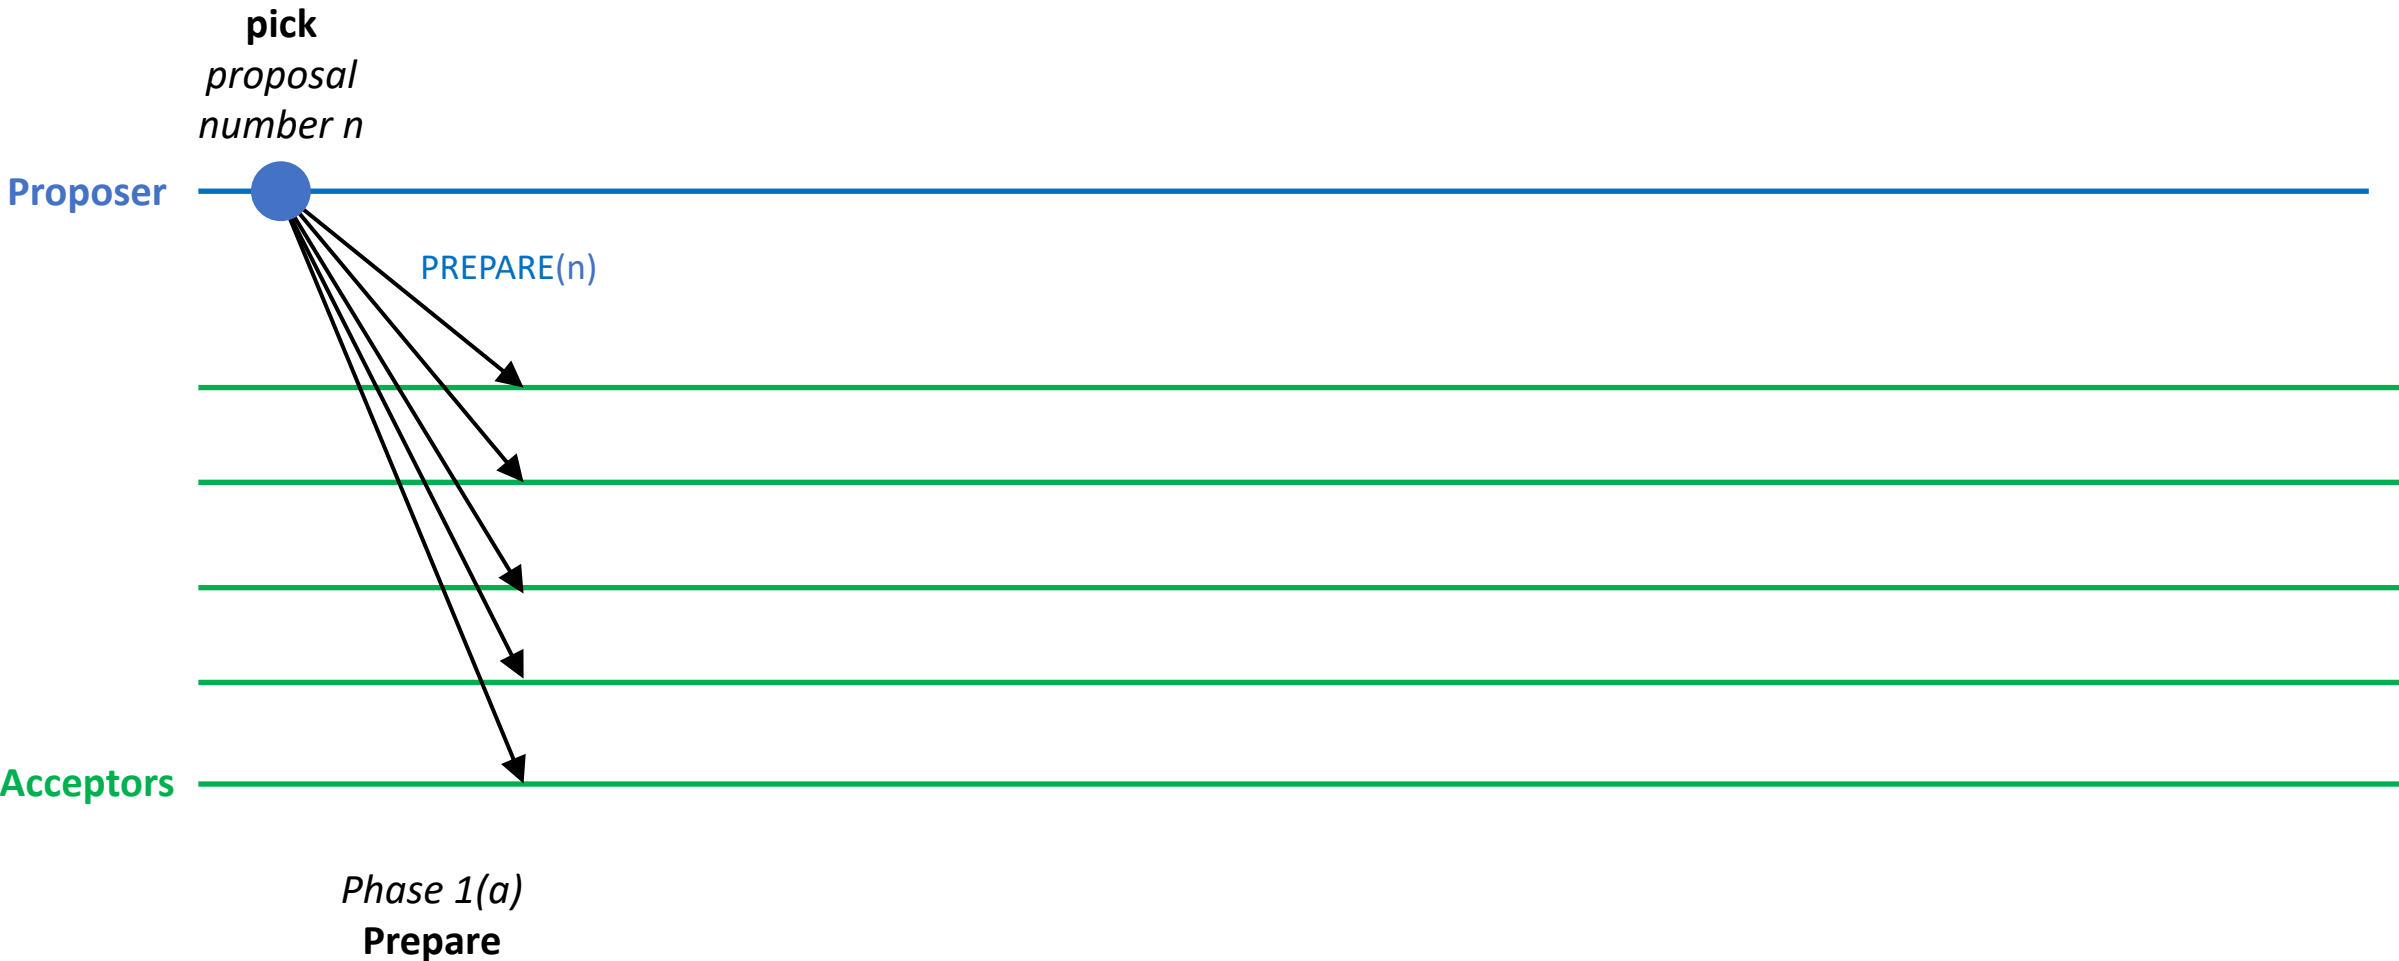 pick
proposal
number n
Proposer
PREPARE(n)
Acceptors
Phase 1(a)
Prepare